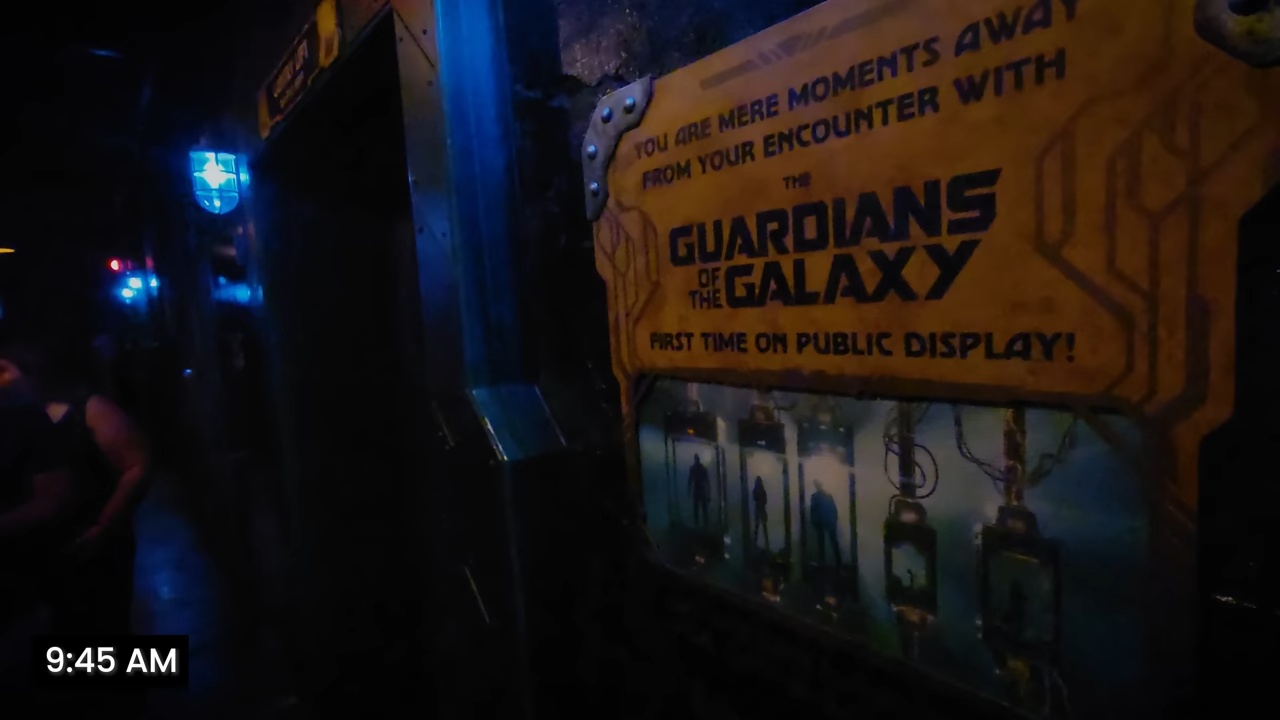 YOU ARE MERE MOMENTS AWAY
FROM YOUR ENCOUNTER WITH
THE
GUARDIANS
OF
THE GALAXY
FIRST TIME ON PUBLIC DISPLAY!
9:45 AM